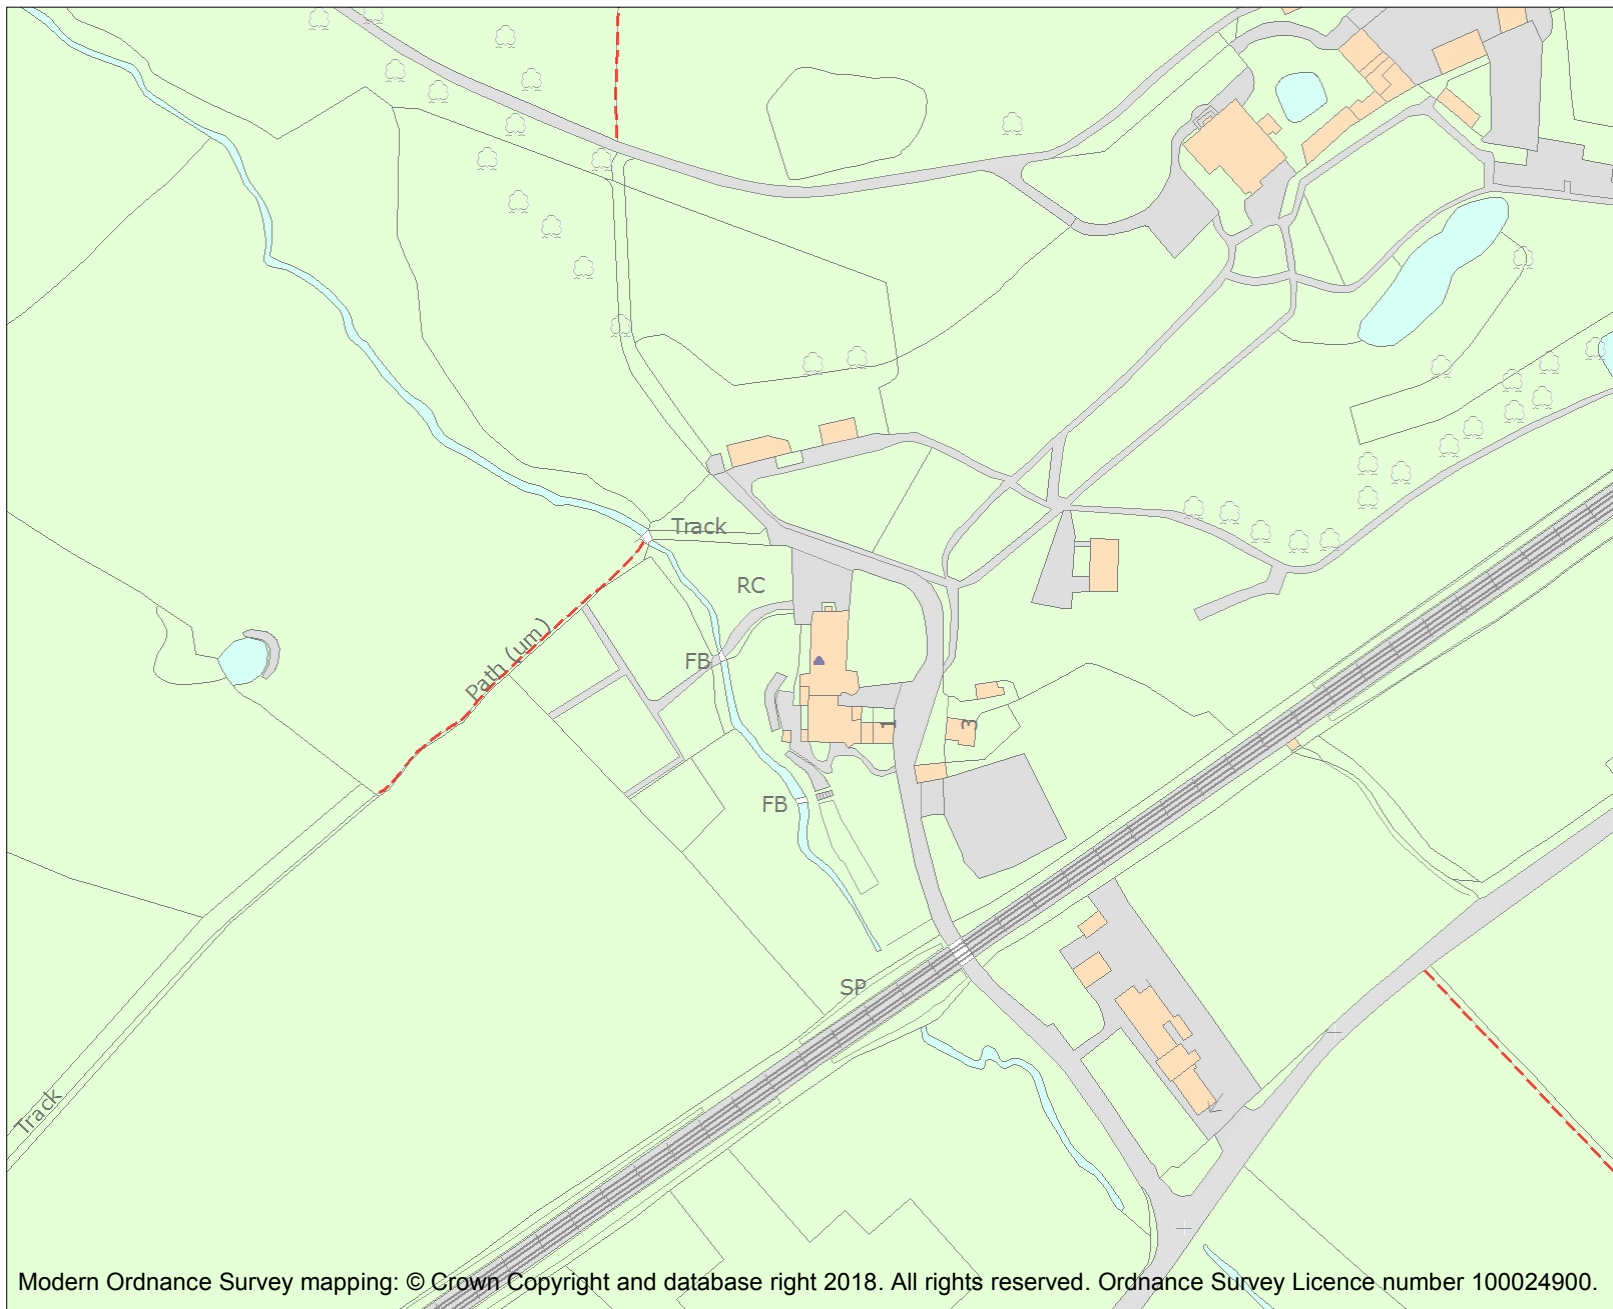 Track
RC
Path (um)
FB
1
3
FB
SP
Track
Modern Ordnance Survey mapping: © Crown Copyright and database right 2018. All rights reserved. Ordnance Survey Licence number 100024900.